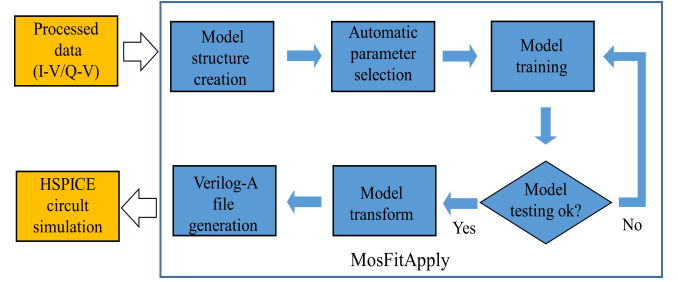 Processed
data
(I-V/Q-V)
Model
structure
creation
Automatic
parameter
selection
Model
training
HSPICE
circult
simulation
Verilog-A
file
generation
Model
transform
Yes
Model
testing ok?
No
MosFitApply